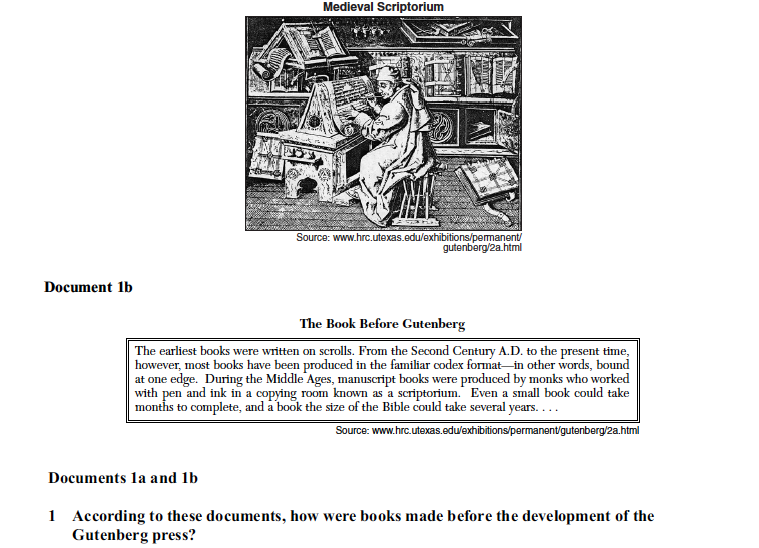 Medieval Scriptorium
Source: www.hrc.utexas.edu/exhibitions/permanent/
gutenberg/2a.html
Document 1b
The Book Before Gutenberg
The earliest books were written on scrolls. From the Second Century A.D. to the present time,
however, most books have been produced in the familiar codex format—in other words, bound
at one edge. During the Middle Ages, manuscript books were produced by monks who worked
with pen and ink in a copying room known as a scriptorium. Even a small book could take
months to complete, and a book the size of the Bible could take several years. . . .
Source: www.hrc.utexas.edu/exhibitions/permanent/gutenberg/2a.html
Documents 1a and 1b
1 According to these documents, how were books made before the development of the
Gutenberg press?